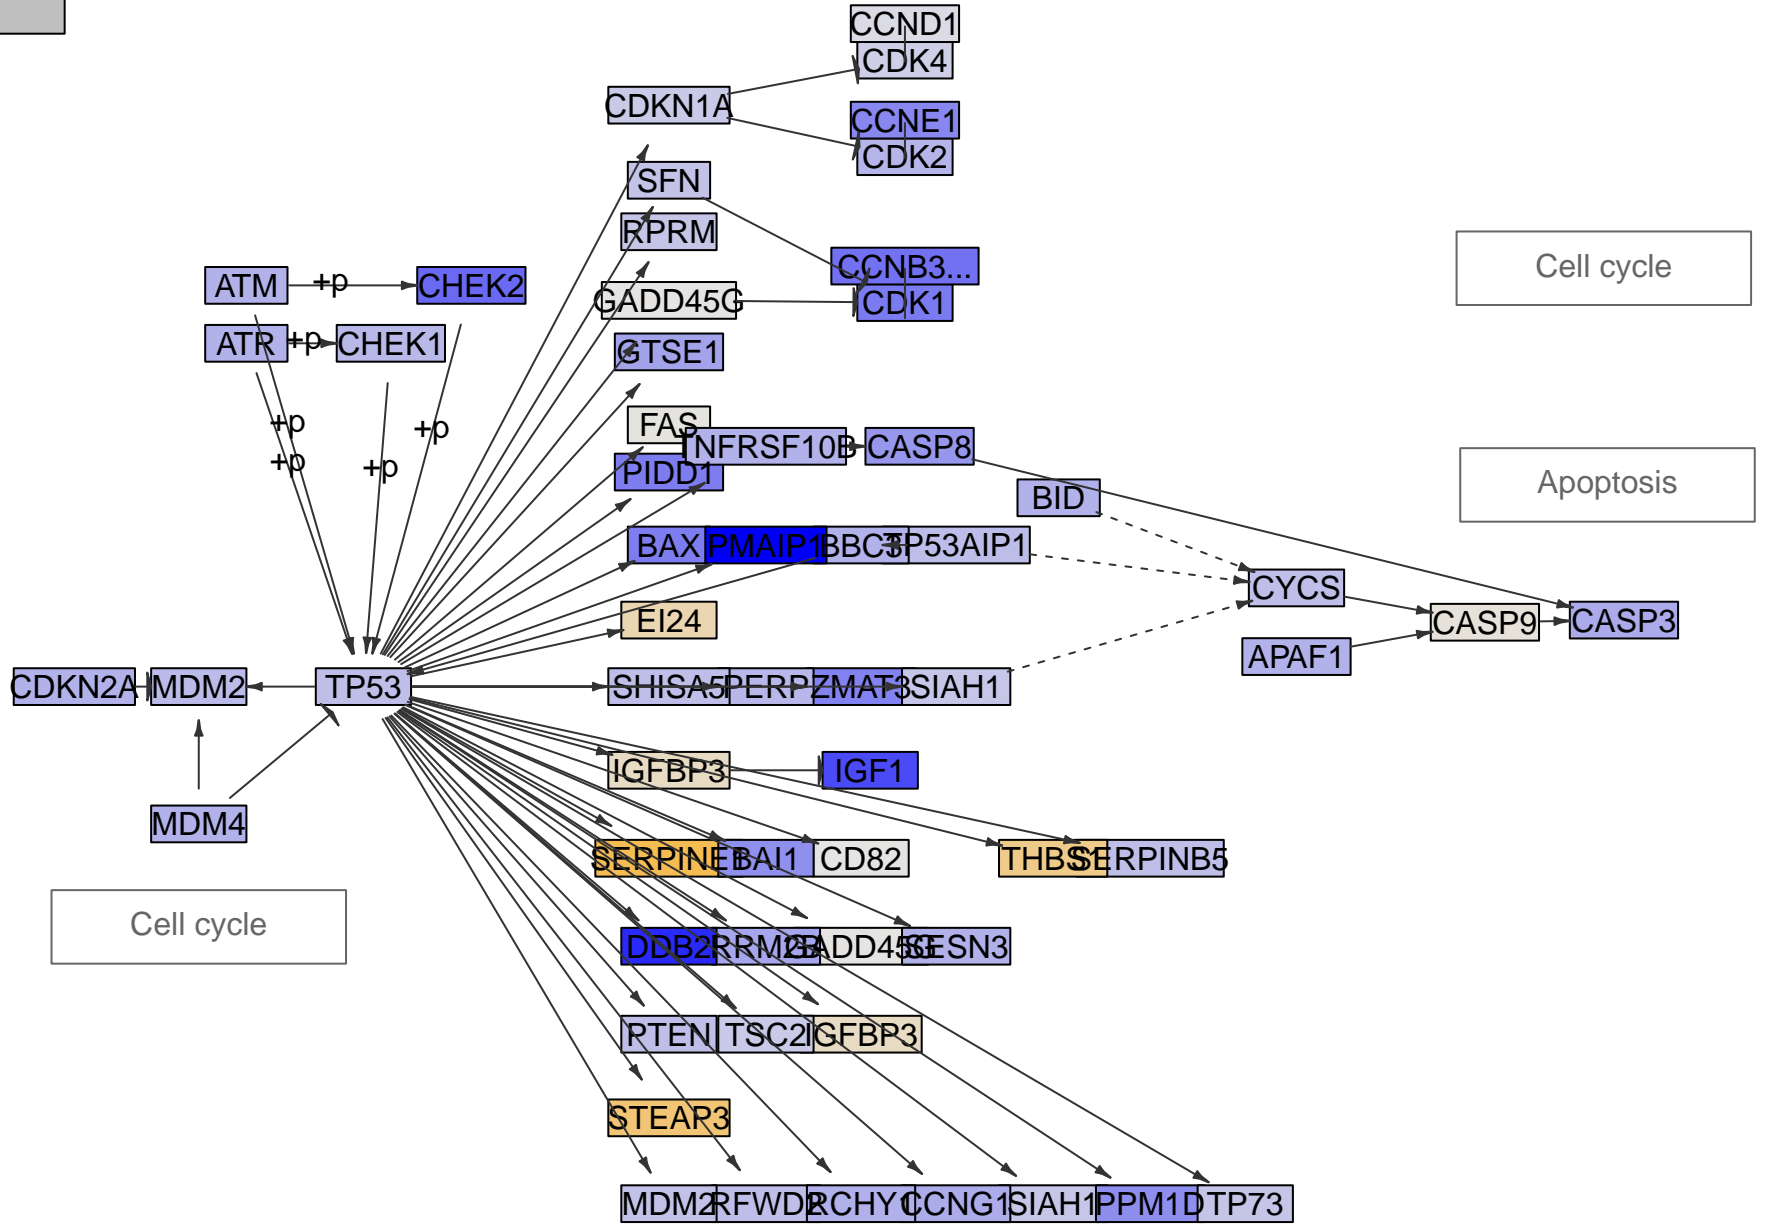 CCND1
CDK4
CDKN1A
CCNE1
CDK2
SFN
RPRM
Cell cycle
CCNB3...
ATM
+p
CHEK2
GADD45G
CDK1
ATR
+p
CHEK1
GTSE1
FAS
+p
+p
TNFRSF10B
CASP8
+p
+p
PIDD1
Apoptosis
BID
BAX
PMAIP1
BBC3
TP53AIP1
CYCS
EI24
CASP9
CASP3
APAF1
CDKN2A
MDM2
TP53
SHISA5
PERP
ZMAT3
SIAH1
IGFBP3
IGF1
MDM4
SERPINE1
BAI1
CD82
THBS1
SERPINB5
Cell cycle
DDB2
RRM2B
GADD45G
SESN3
PTEN
TSC2
IGFBP3
STEAP3
MDM2
RFWD2
RCHY1
CCNG1
SIAH1
PPM1D
TP73